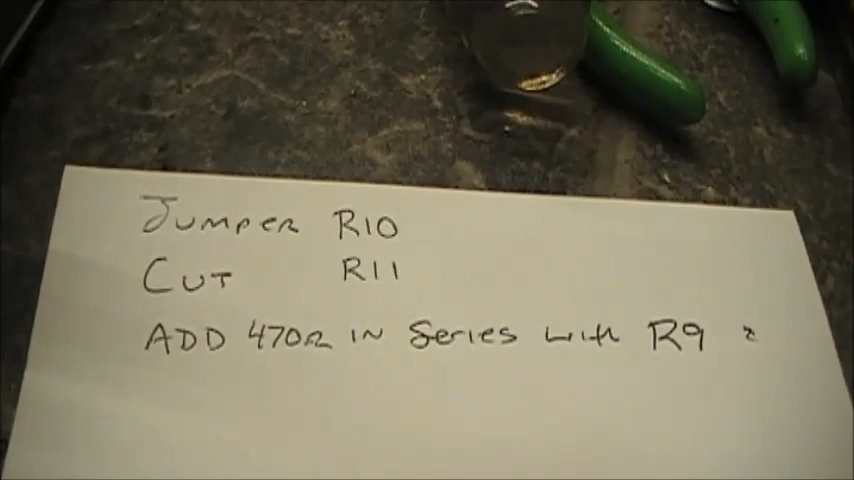 Jumper R10
Cut R11
ADD 470Ω IN Series with R9